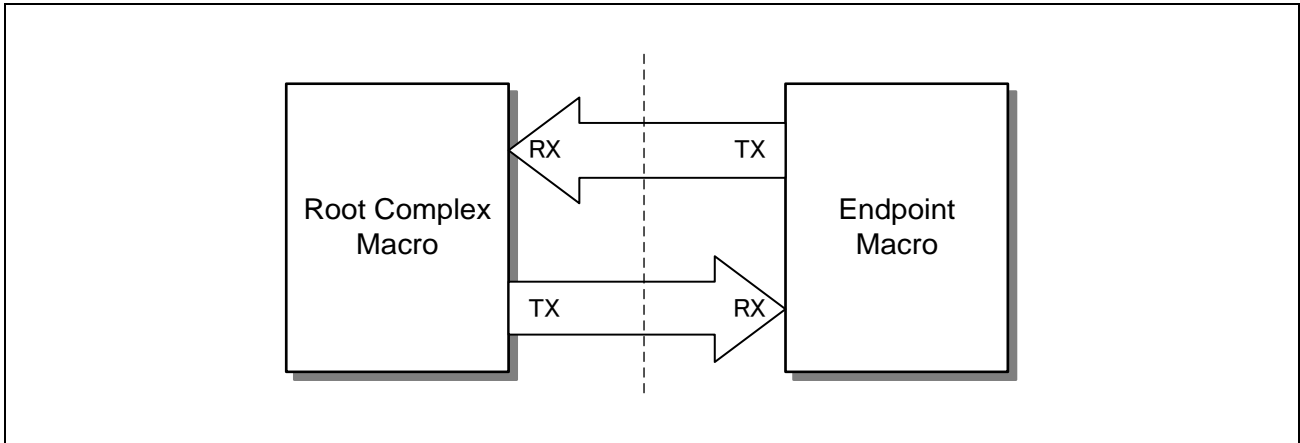 Root Complex
Macro
RX
TX
TX
RX
Endpoint
Macro